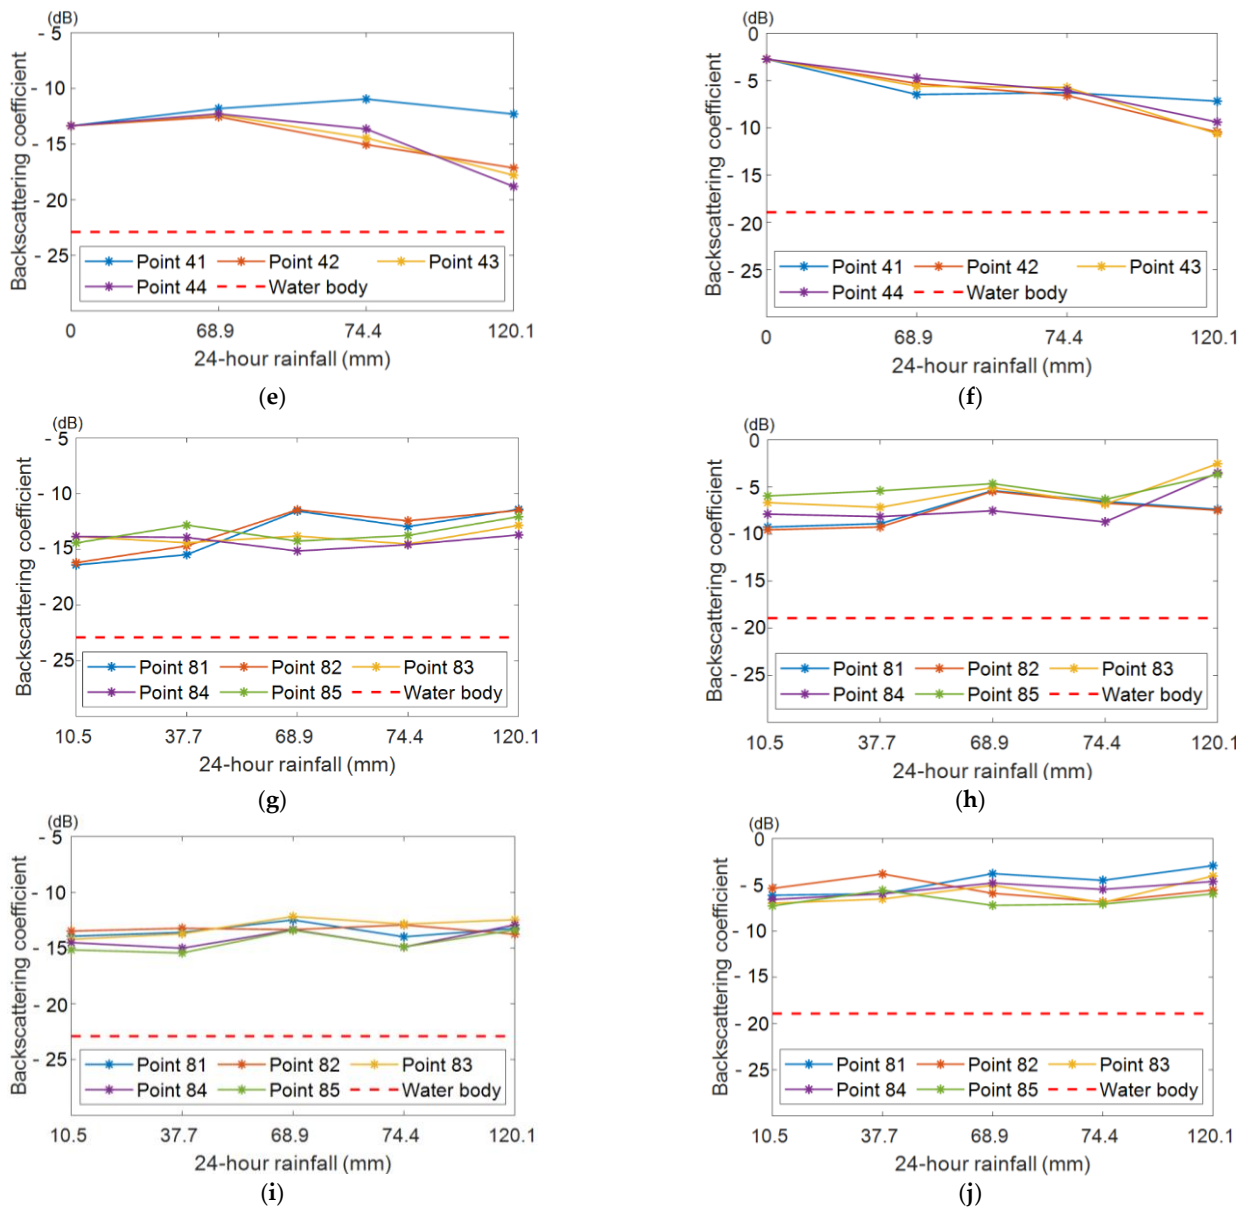 (dB)
- 5
- 10
- 15
- 20
- 25
Backscattering coefficient
Point 41 Point 42 Point 43
Point 44 Water body
0 68.9 74.4 120.1
24-hour rainfall (mm)
(e)
(dB)
0
- 5
- 10
- 15
- 20
- 25
Backscattering coefficient
Point 41 Point 42 Point 43
Point 44 Water body
0 68.9 74.4 120.1
24-hour rainfall (mm)
(f)
(dB)
- 5
- 10
- 15
- 20
- 25
Backscattering coefficient
Point 81 Point 82 Point 83
Point 84 Point 85 Water body
10.5 37.7 68.9 74.4 120.1
24-hour rainfall (mm)
(g)
(dB)
0
- 5
- 10
- 15
- 20
- 25
Backscattering coefficient
Point 81 Point 82 Point 83
Point 84 Point 85 Water body
10.5 37.7 68.9 74.4 120.1
24-hour rainfall (mm)
(h)
(dB)
- 5
- 10
- 15
- 20
- 25
Backscattering coefficient
Point 81 Point 82 Point 83
Point 84 Point 85 Water body
10.5 37.7 68.9 74.4 120.1
24-hour rainfall (mm)
(i)
(dB)
0
- 5
- 10
- 15
- 20
- 25
Backscattering coefficient
Point 81 Point 82 Point 83
Point 84 Point 85 Water body
10.5 37.7 68.9 74.4 120.1
24-hour rainfall (mm)
(j)